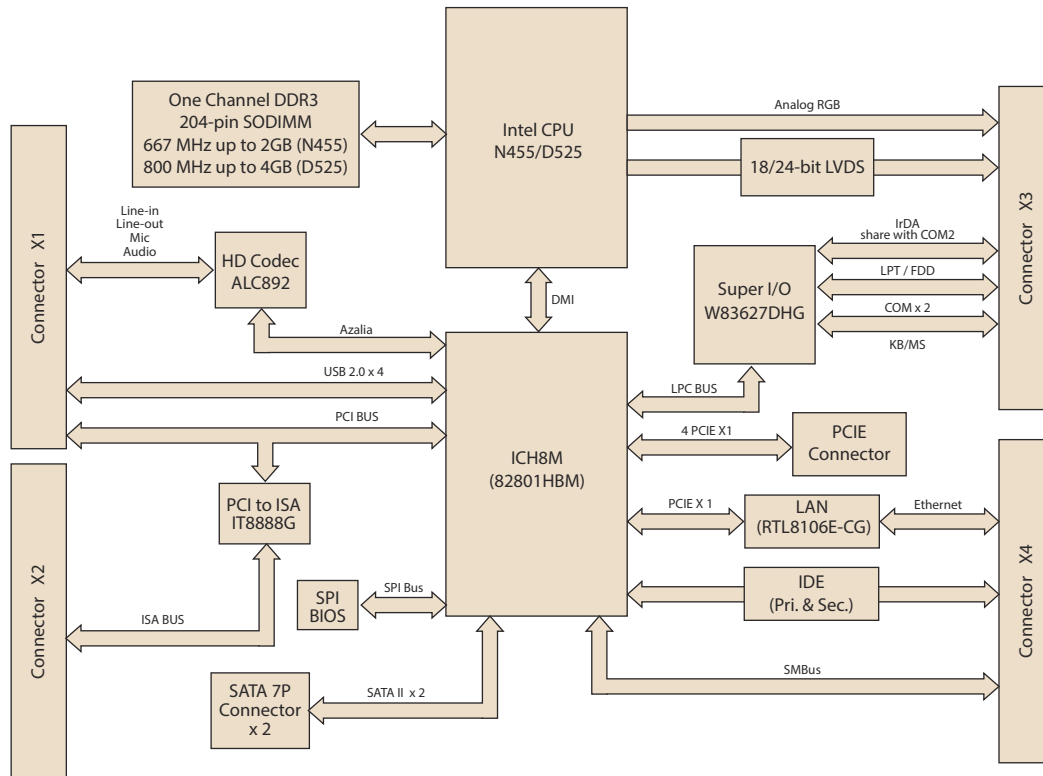 One Channel DDR3
204-pin SODIMM
667 MHz up to 2GB (N455)
800 MHz up to 4GB (D525)
Intel CPU
N455/D525
Analog RGB
18/24-bit LVDS
Connector X1
Connector X3
Line-in
Line-out
Mic
Audio
HD Codec
ALC892
Azalia
DMI
Super I/O
W83627DHG
IrDA
share with COM2
LPT / FDD
COM x 2
KB/MS
USB 2.0 x 4
PCI BUS
LPC BUS
ICH8M
(82801HBM)
4 PCIE X1
PCIE
Connector
PCI to ISA
IT8888G
PCIE X 1
LAN
(RTL8106E-CG)
Ethernet
Connector X2
Connector X4
SPI
BIOS
SPI Bus
IDE
(Pri. & Sec.)
ISA BUS
SMBus
SATA 7P
Connector
x 2
SATA II x 2